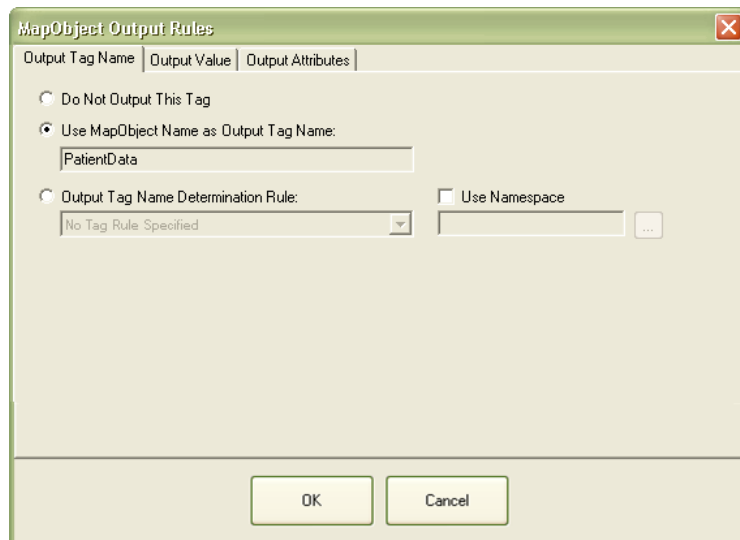 MapObject Output Rules
Output Tag Name Output Value Output Attributes
Do Not Output This Tag
Use MapObject Name as Output Tag Name:
PatientData
Output Tag Name Determination Rule: Use Namespace
No Tag Rule Specified ...
OK Cancel